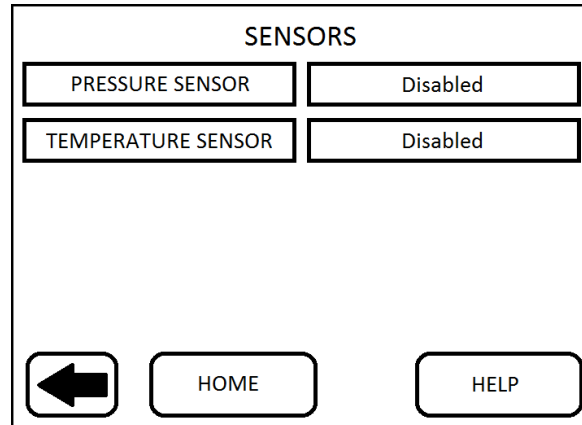 SENSORS
PRESSURE SENSOR Disabled
TEMPERATURE SENSOR Disabled
HOME HELP